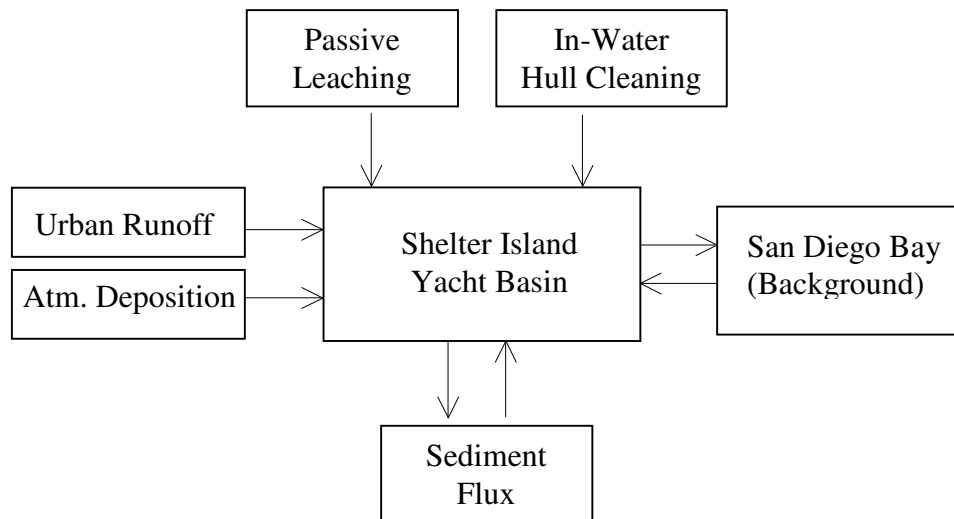 Passive
Leaching
In-Water
Hull Cleaning
Urban Runoff
Atm. Deposition
Shelter Island
Yacht Basin
San Diego Bay
(Background)
Sediment
Flux